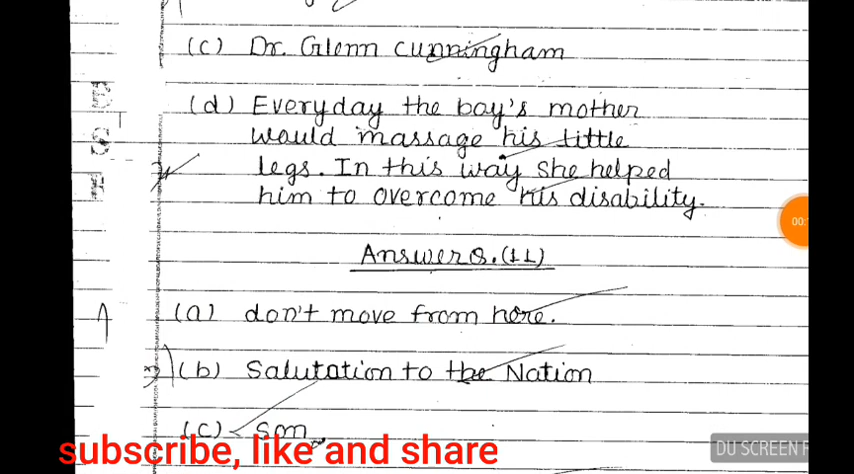 (c) Dr. Glenn Cunningham
(d) Everyday the boy's mother
would massage his little
legs. In this way she helped
him to overcome his disability.
Answer Q.(11)
(a) don't move from here.
(b) Salutation to the Nation
(c)
subscribe, like and share
00:
DU SCREEN